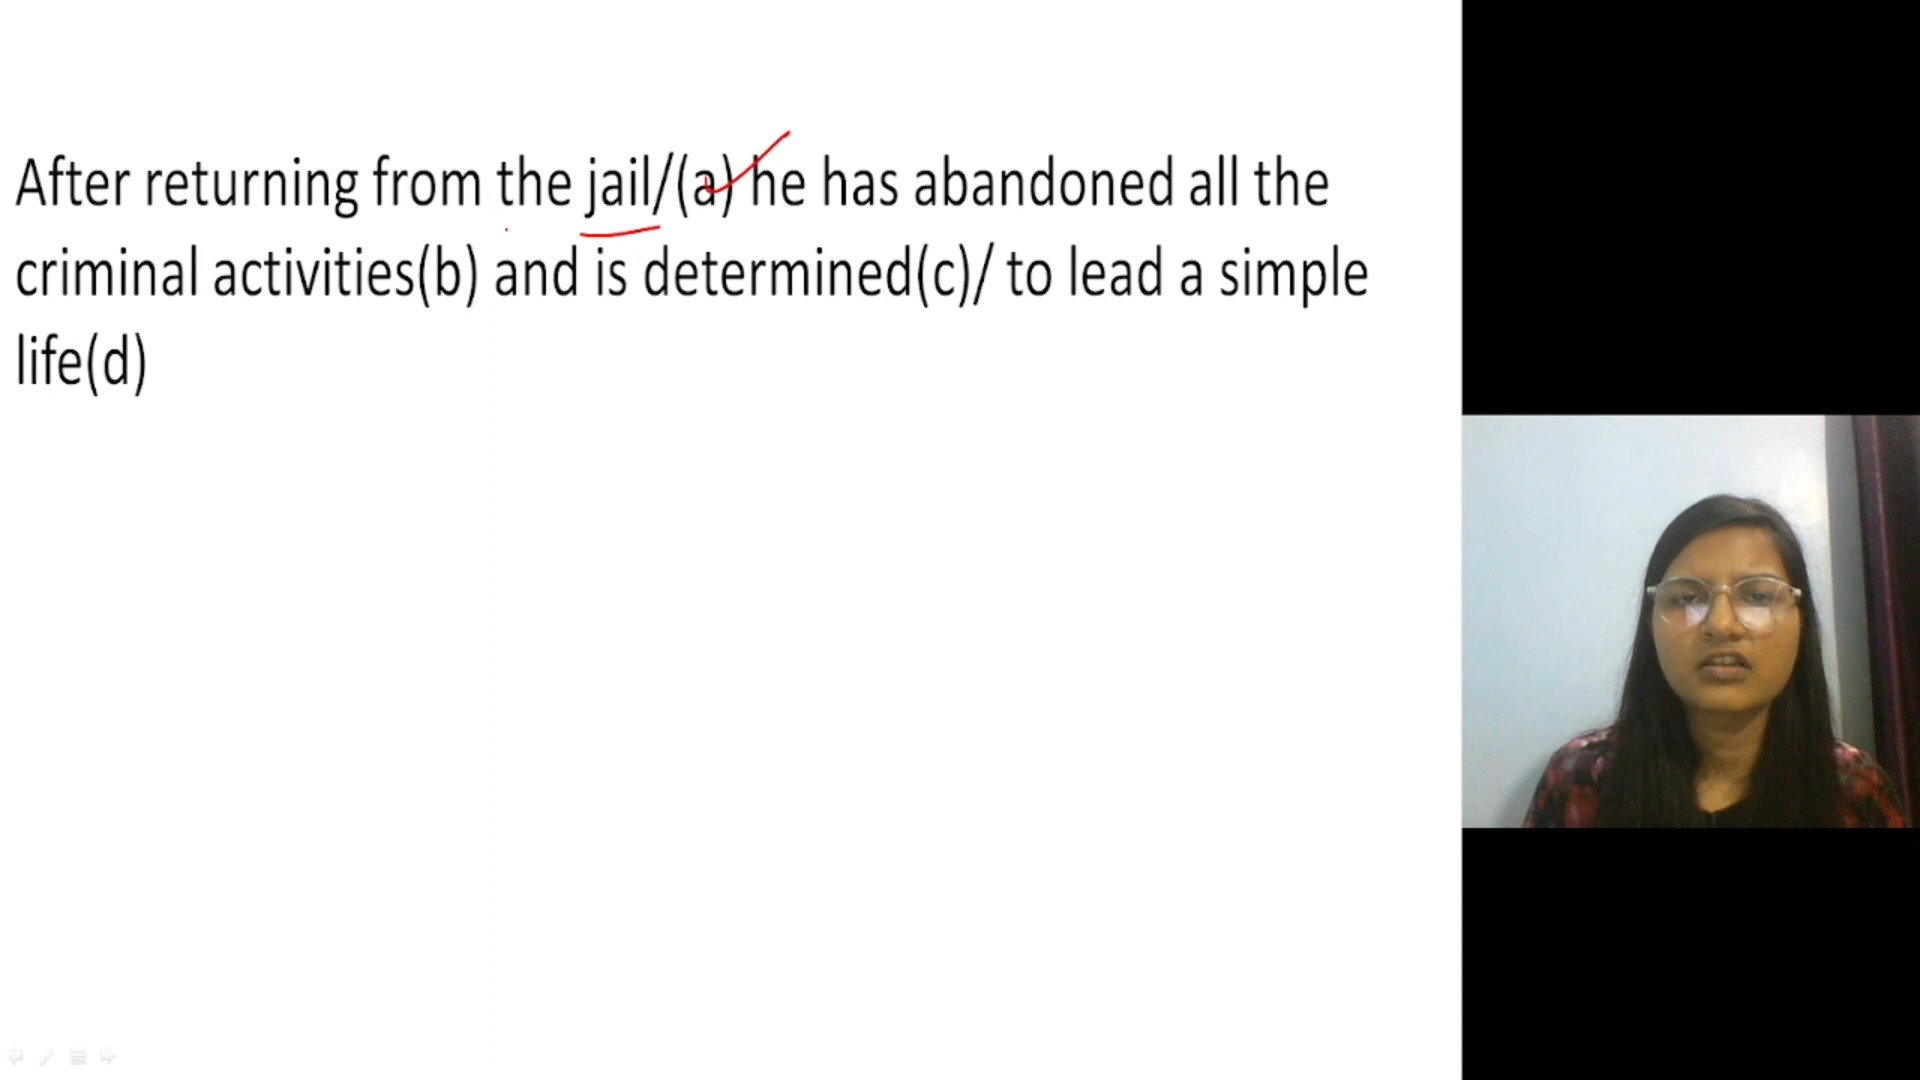 After returning from the jail/(a) he has abandoned all the
criminal activities(b) and is determined(c)/ to lead a simple
life(d)